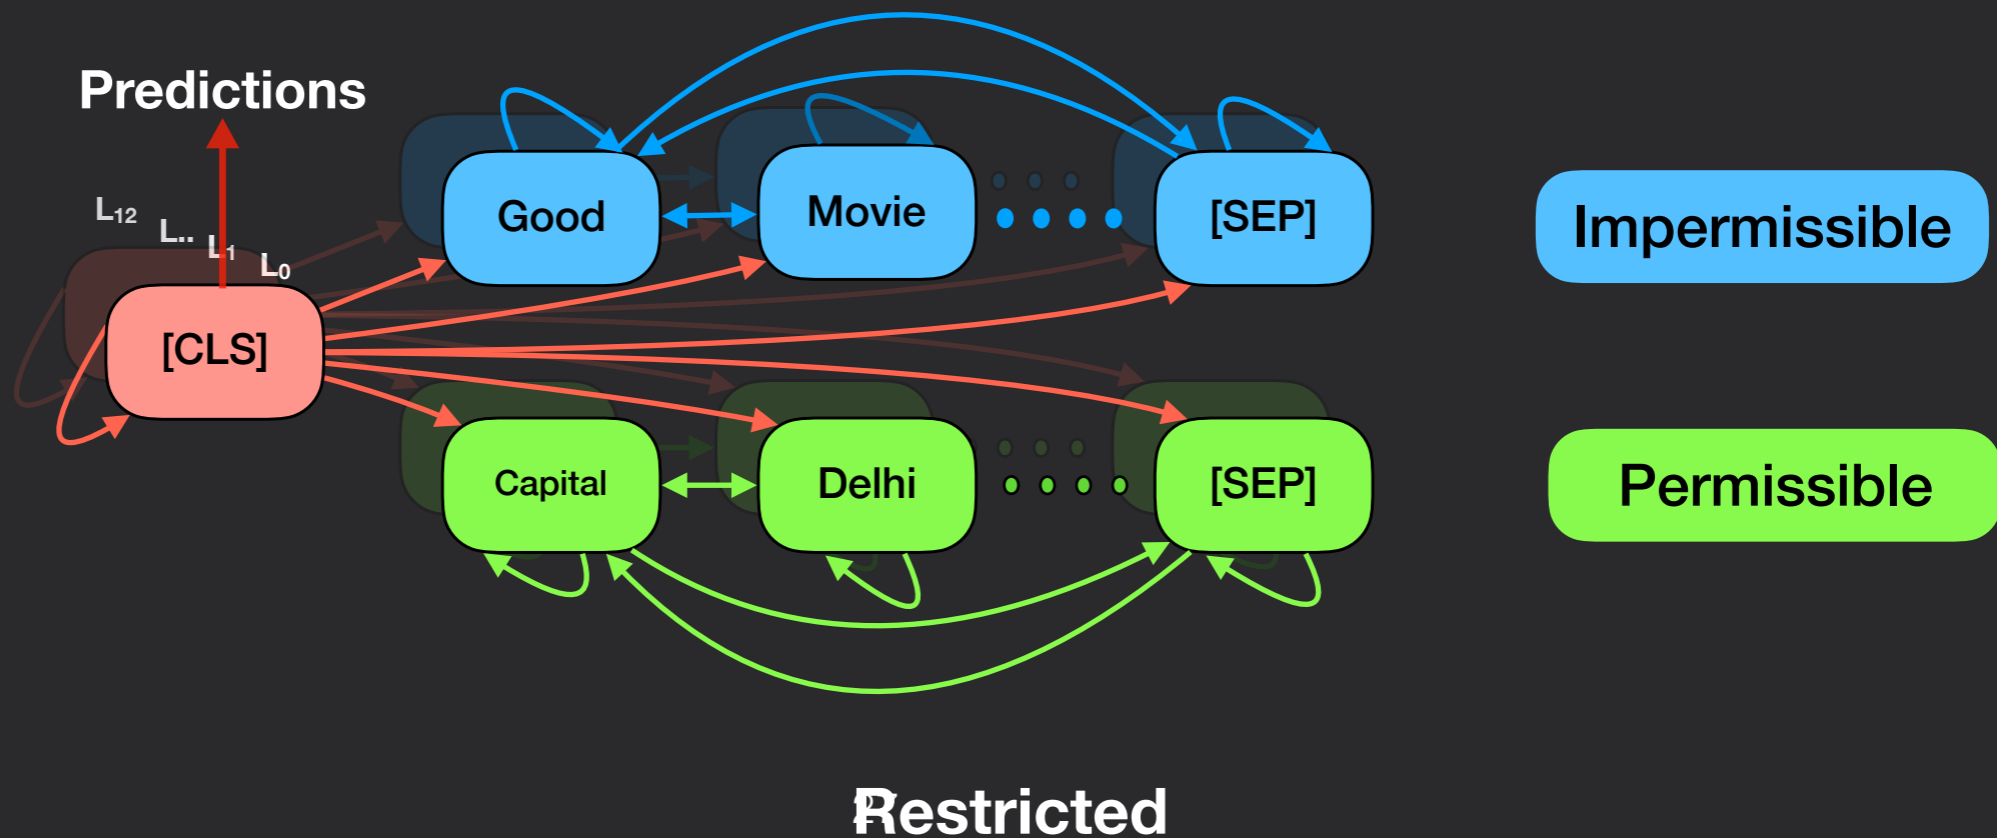 Predictions
L12
L..
L1
L0
[CLS]
Good
Movie
[SEP]
Impermissible
Capital
Delhi
[SEP]
Permissible
Restricted